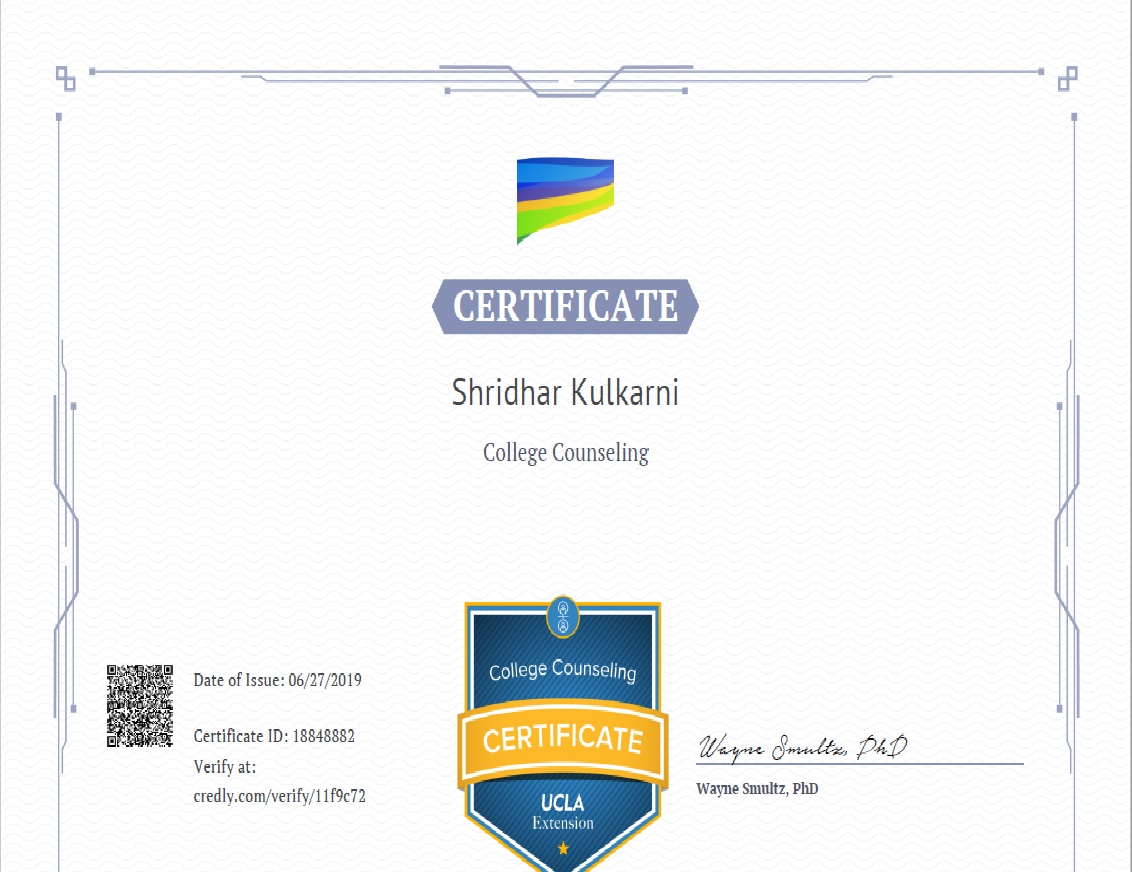 CERTIFICATE
Shridhar Kulkarni
College Counseling
Date of Issue: 06/27/2019
Certificate ID: 18848882
Verify at:
credly.com/verify/11f9c72
College Counseling
CERTIFICATE
UCLA
Extension
Wayne Smultz, PhD
Wayne Smultz, PhD